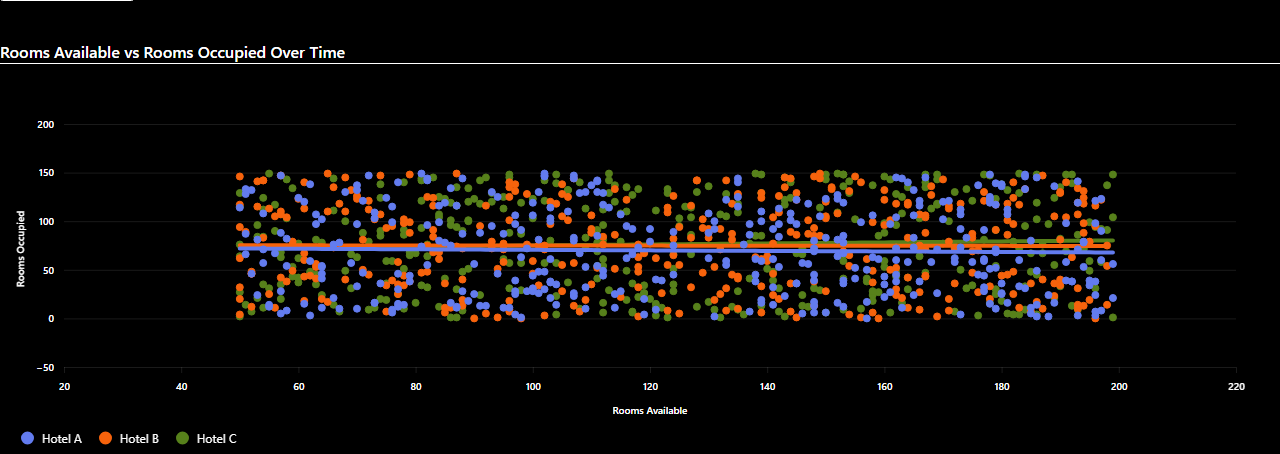 Rooms Available vs Rooms Occupied Over Time
200
150
100
50
0
−50
Rooms Occupied
20 40 60 80 100 120 140 160 180 200 220
Rooms Available
Hotel A Hotel B Hotel C